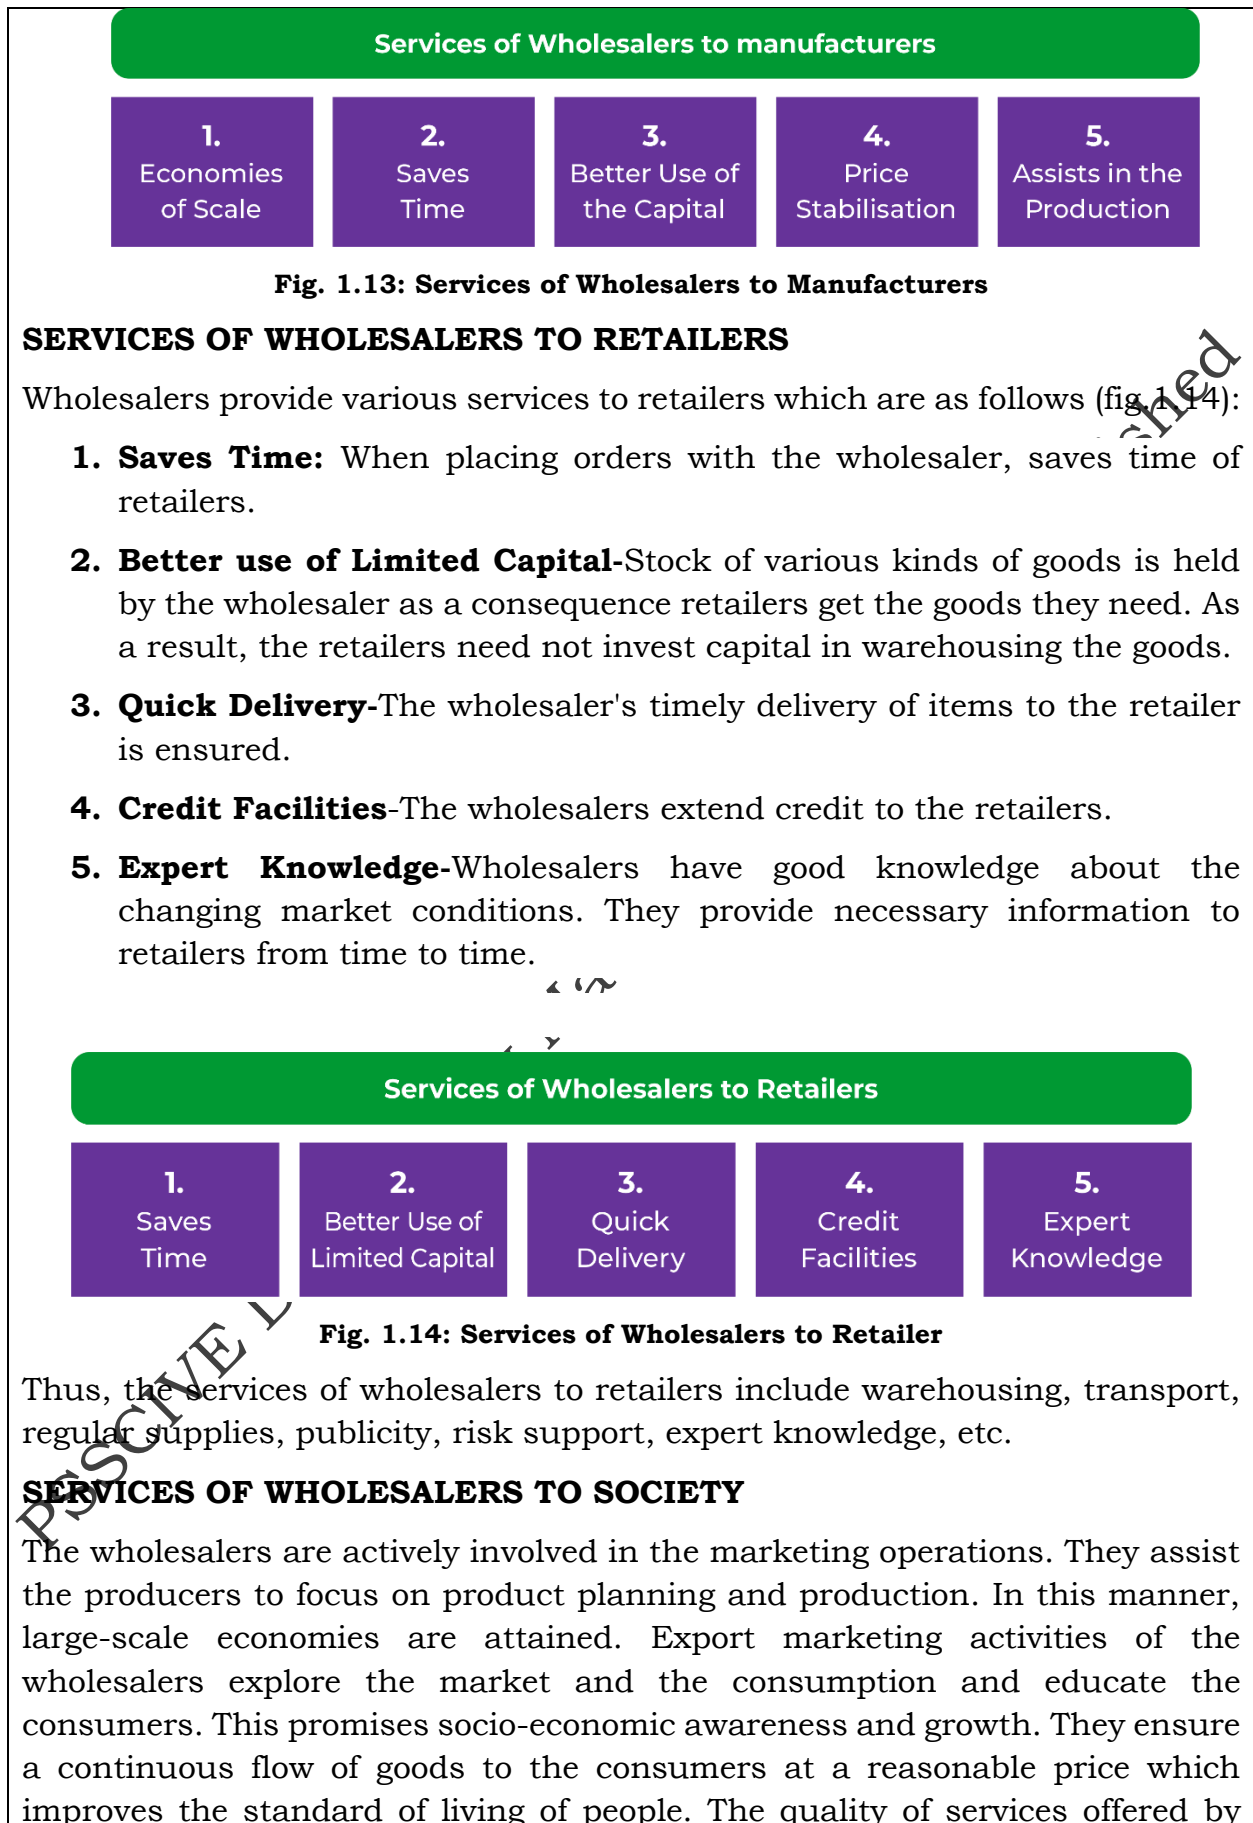 Services of Wholesalers to manufacturers
1.
Economies
of Scale
2.
Saves
Time
3.
Better Use of
the Capital
4.
Price
Stabilisation
5.
Assists in the
Production
Fig. 1.13: Services of Wholesalers to Manufacturers
SERVICES OF WHOLESALERS TO RETAILERS
Wholesalers provide various services to retailers which are as follows (fig.1.14):
1. Saves Time: When placing orders with the wholesaler, saves time of
retailers.
2. Better use of Limited Capital-Stock of various kinds of goods is held
by the wholesaler as a consequence retailers get the goods they need. As
a result, the retailers need not invest capital in warehousing the goods.
3. Quick Delivery-The wholesaler's timely delivery of items to the retailer
is ensured.
4. Credit Facilities-The wholesalers extend credit to the retailers.
5. Expert Knowledge-Wholesalers have good knowledge about the
changing market conditions. They provide necessary information to
retailers from time to time.
Services of Wholesalers to Retailers
1.
Saves
Time
2.
Better Use of
Limited Capital
3.
Quick
Delivery
4.
Credit
Facilities
5.
Expert
Knowledge
Fig. 1.14: Services of Wholesalers to Retailer
Thus, the services of wholesalers to retailers include warehousing, transport,
regular supplies, publicity, risk support, expert knowledge, etc.
SERVICES OF WHOLESALERS TO SOCIETY
The wholesalers are actively involved in the marketing operations. They assist
the producers to focus on product planning and production. In this manner,
large-scale economies are attained. Export marketing activities of the
wholesalers explore the market and the consumption and educate the
consumers. This promises socio-economic awareness and growth. They ensure
a continuous flow of goods to the consumers at a reasonable price which
improves the standard of living of people. The quality of services offered by
PSSCIVE